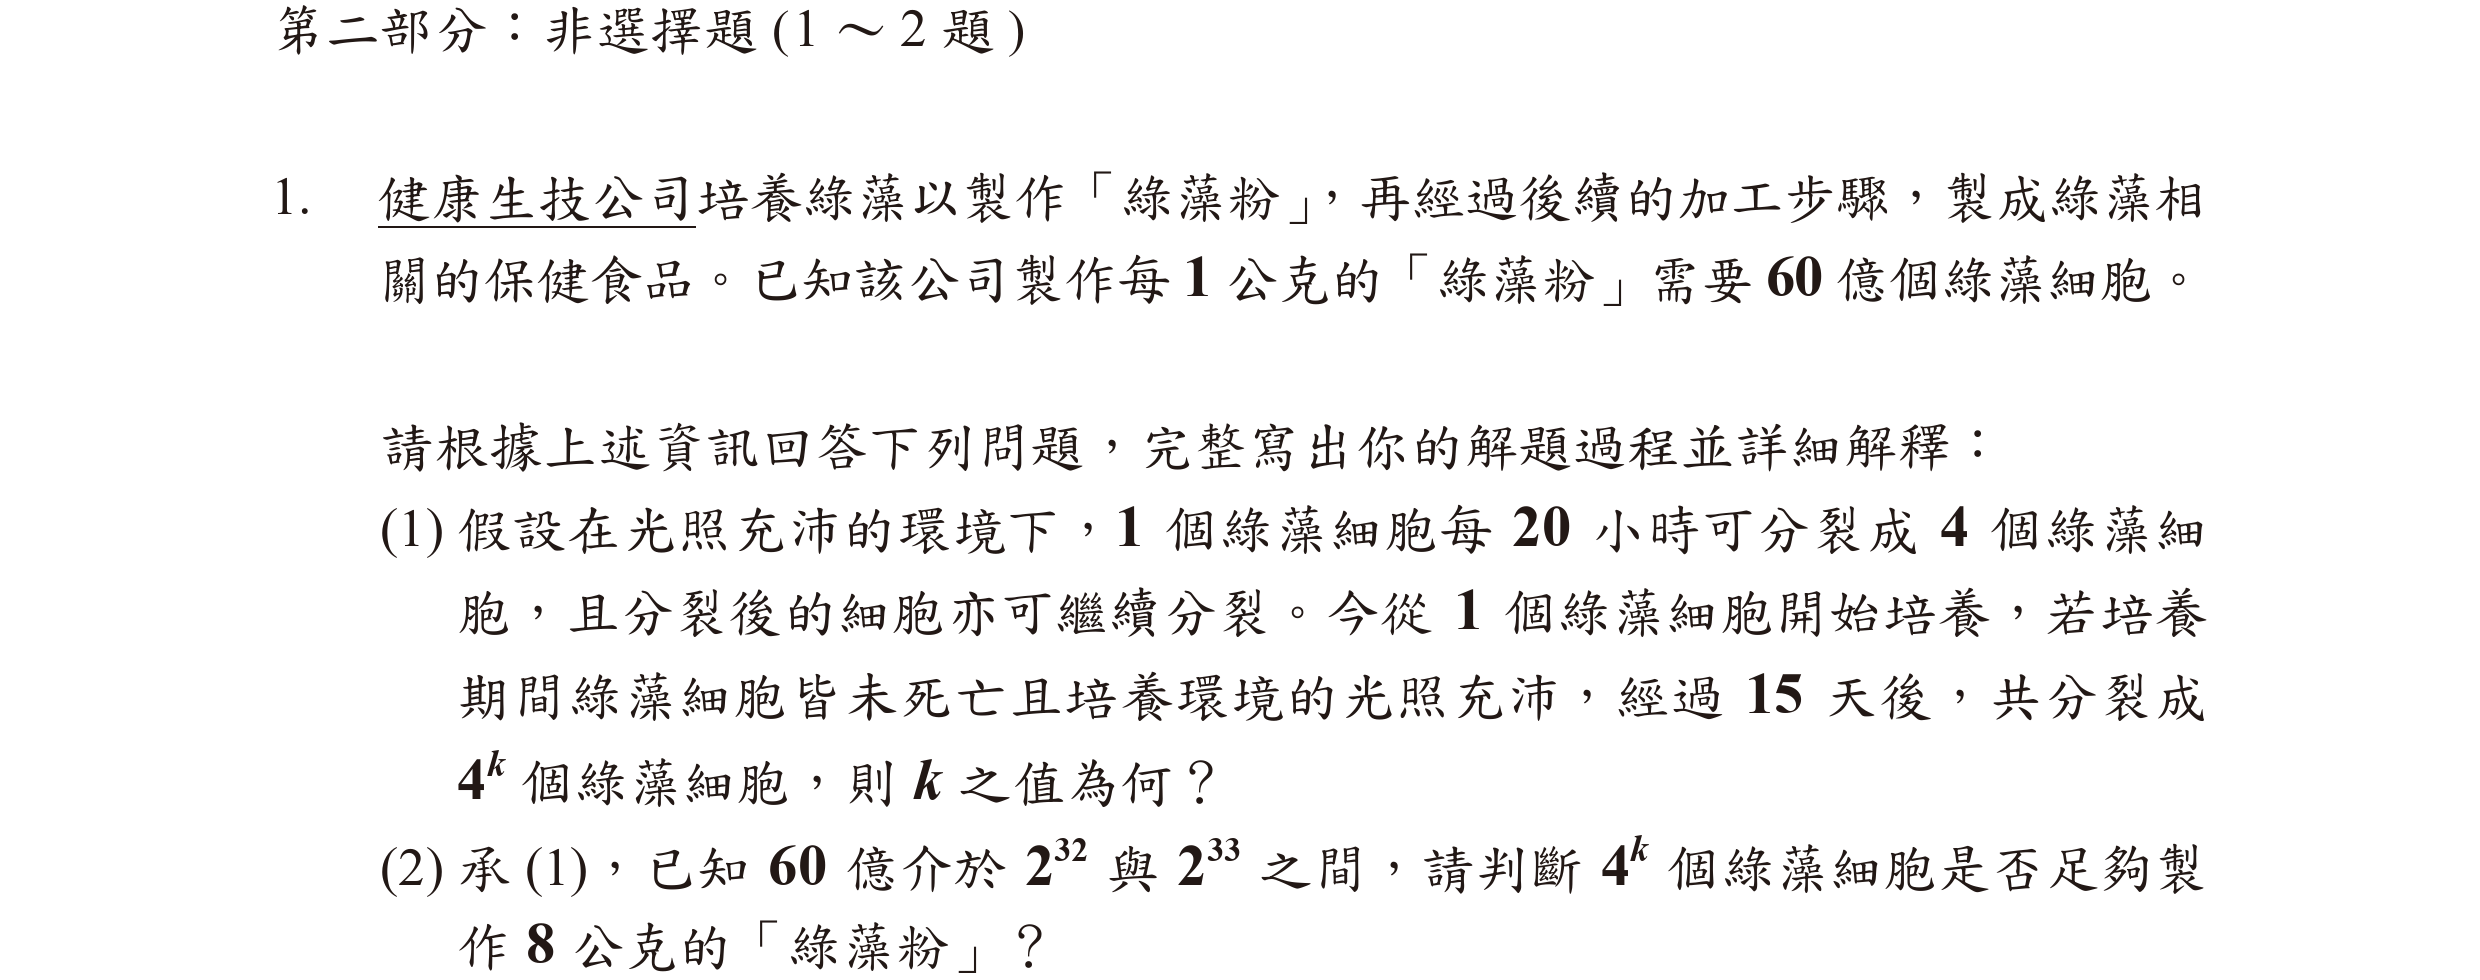 第二部分：非選擇題 (1 ～ 2 題)
1. 健康生技公司培養綠藻以製作「綠藻粉」，再經過後續的加工步驟，製成綠藻相
關的保健食品。已知該公司製作每 1 公克的「綠藻粉」需要 60 億個綠藻細胞。
請根據上述資訊回答下列問題，完整寫出你的解題過程並詳細解釋：
(1) 假設在光照充沛的環境下，1 個綠藻細胞每 20 小時可分裂成 4 個綠藻細
胞，且分裂後的細胞亦可繼續分裂。今從 1 個綠藻細胞開始培養，若培養
期間綠藻細胞皆未死亡且培養環境的光照充沛，經過 15 天後，共分裂成
4ᵏ 個綠藻細胞，則 k 之值為何？
(2) 承 (1)，已知 60 億介於 2³² 與 2³³ 之間，請判斷 4ᵏ 個綠藻細胞是否足夠製
作 8 公克的「綠藻粉」？